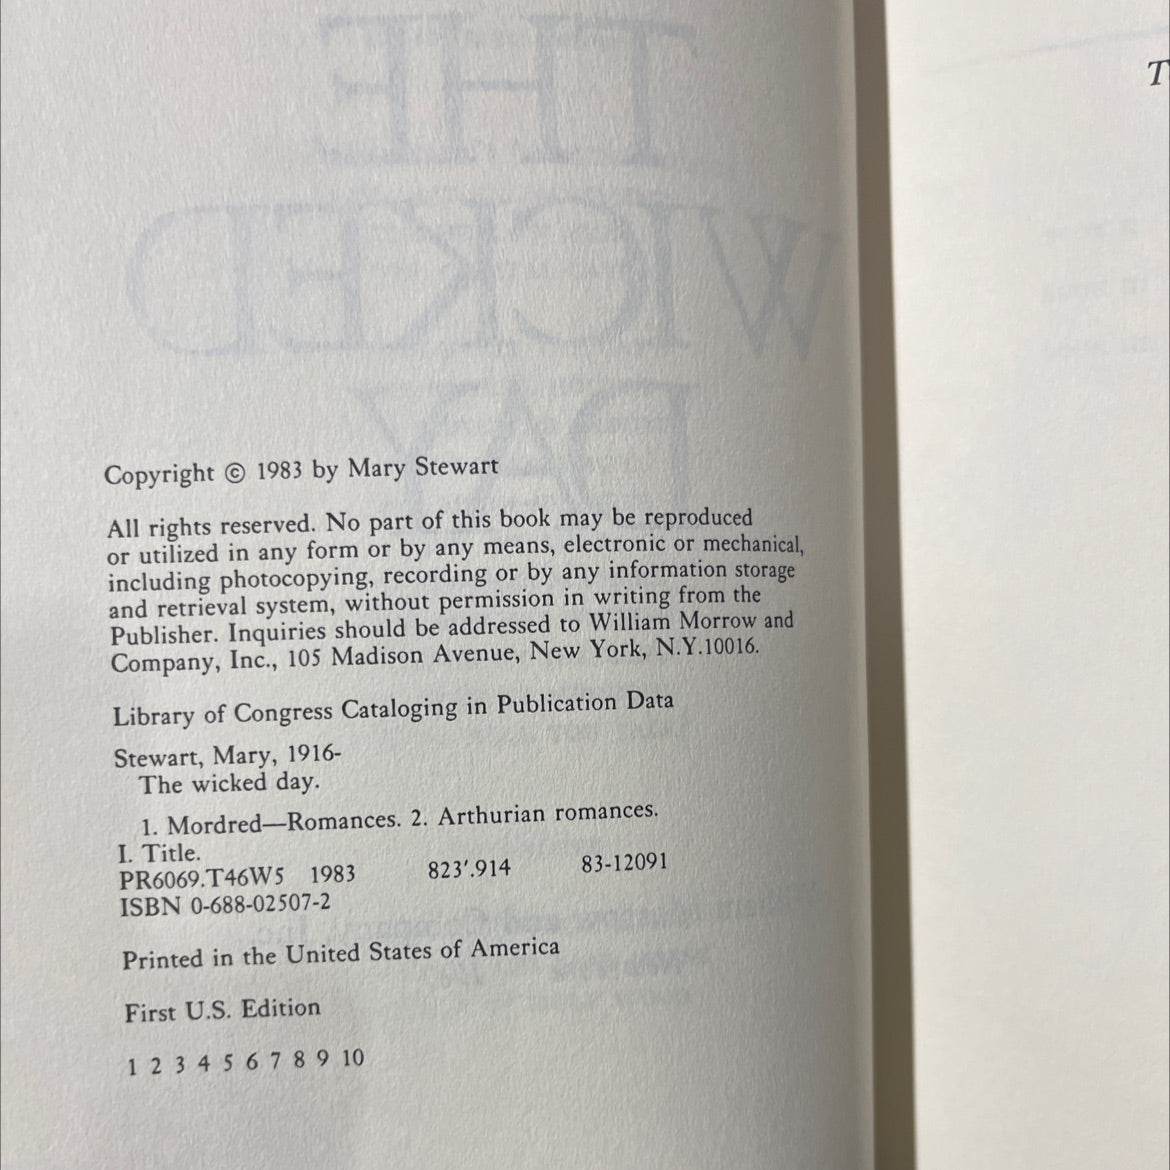 THE
WICKED
DAY
T
Copyright © 1983 by Mary Stewart
All rights reserved. No part of this book may be reproduced
or utilized in any form or by any means, electronic or mechanical,
including photocopying, recording or by any information storage
and retrieval system, without permission in writing from the
Publisher. Inquiries should be addressed to William Morrow and
Company, Inc., 105 Madison Avenue, New York, N.Y.10016.
Library of Congress Cataloging in Publication Data
Stewart, Mary, 1916-
The wicked day.
1. Mordred—Romances. 2. Arthurian romances.
I. Title.
PR6069.T46W5 1983 823′.914 83-12091
ISBN 0-688-02507-2
Printed in the United States of America
First U.S. Edition
1 2 3 4 5 6 7 8 9 10